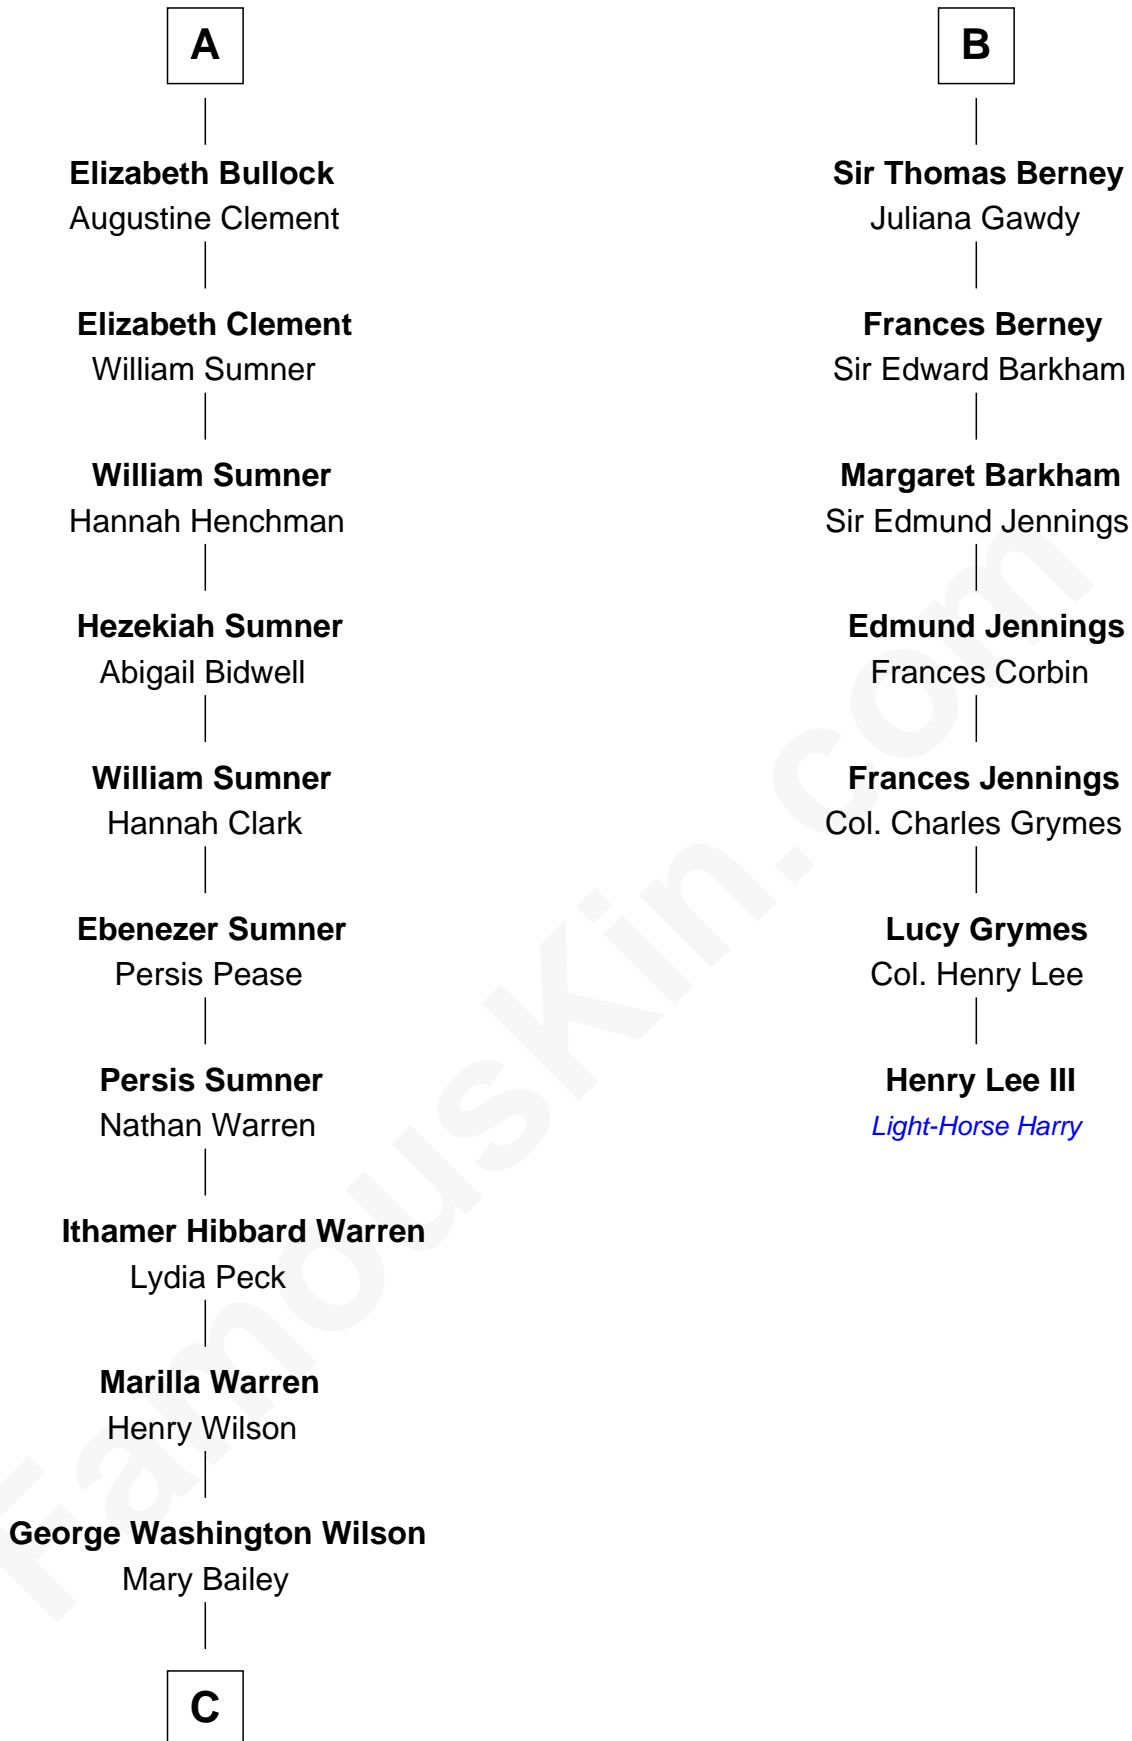 A
Elizabeth Bullock
Augustine Clement
Elizabeth Clement
William Sumner
William Sumner
Hannah Henchman
Hezekiah Sumner
Abigail Bidwell
William Sumner
Hannah Clark
Ebenezer Sumner
Persis Pease
Persis Sumner
Nathan Warren
Ithamer Hibbard Warren
Lydia Peck
Marilla Warren
Henry Wilson
George Washington Wilson
Mary Bailey
C
B
Sir Thomas Berney
Juliana Gawdy
Frances Berney
Sir Edward Barkham
Margaret Barkham
Sir Edmund Jennings
Edmund Jennings
Frances Corbin
Frances Jennings
Col. Charles Grymes
Lucy Grymes
Col. Henry Lee
Henry Lee III
Light-Horse Harry
FamousKin.com